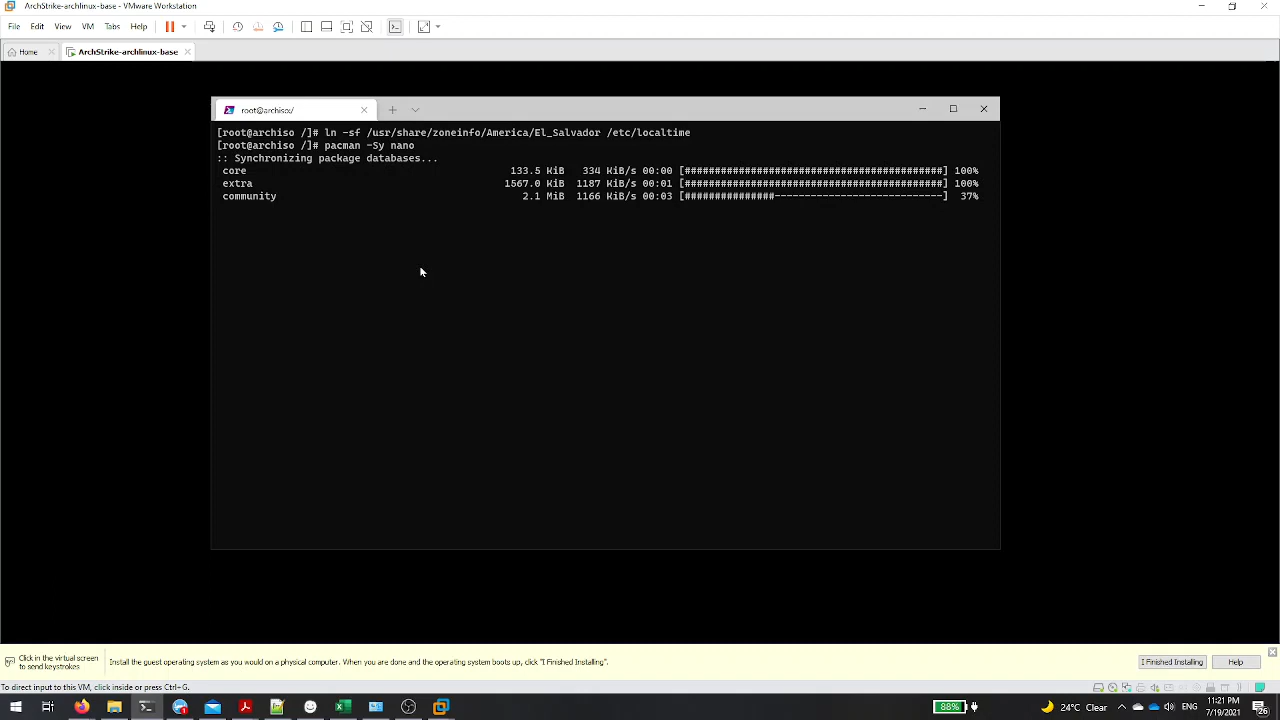 ArchStrike-archlinux-base - VMware Workstation
File Edit View VM Tabs Help
Home ArchStrike-archlinux-base
root@archiso:/
[root@archiso /]# ln -sf /usr/share/zoneinfo/America/El_Salvador /etc/localtime
[root@archiso /]# pacman -Sy nano
:: Synchronizing package databases...
core 133.5 KiB 334 KiB/s 00:00 [###########################################] 100%
extra 1567.0 KiB 1187 KiB/s 00:01 [###########################################] 100%
community 2.1 MiB 1166 KiB/s 00:03 [###############----------------------------] 37%
Click in the virtual screen
to send keystrokes
Install the guest operating system as you would on a physical computer. When you are done and the operating system boots up, click "I Finished Installing".
I Finished Installing
Help
To direct input to this VM, click inside or press Ctrl+G.
88%
24°C Clear
ENG
11:21 PM
7/19/2021
26